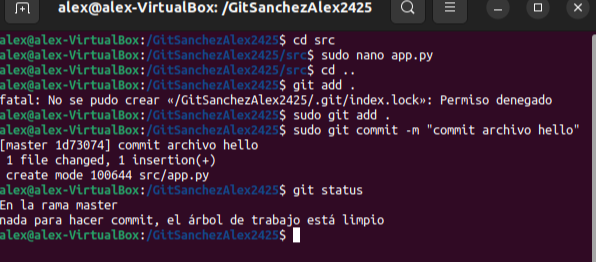 alex@alex-VirtualBox: /GitSanchezAlex2425
alex@alex-VirtualBox:/GitSanchezAlex2425$ cd src
alex@alex-VirtualBox:/GitSanchezAlex2425/src$ sudo nano app.py
alex@alex-VirtualBox:/GitSanchezAlex2425/src$ cd ..
alex@alex-VirtualBox:/GitSanchezAlex2425$ git add .
fatal: No se pudo crear «/GitSanchezAlex2425/.git/index.lock»: Permiso denegado
alex@alex-VirtualBox:/GitSanchezAlex2425$ sudo git add .
alex@alex-VirtualBox:/GitSanchezAlex2425$ sudo git commit -m "commit archivo hello"
[master 1d73074] commit archivo hello
 1 file changed, 1 insertion(+)
 create mode 100644 src/app.py
alex@alex-VirtualBox:/GitSanchezAlex2425$ git status
En la rama master
nada para hacer commit, el árbol de trabajo está limpio
alex@alex-VirtualBox:/GitSanchezAlex2425$